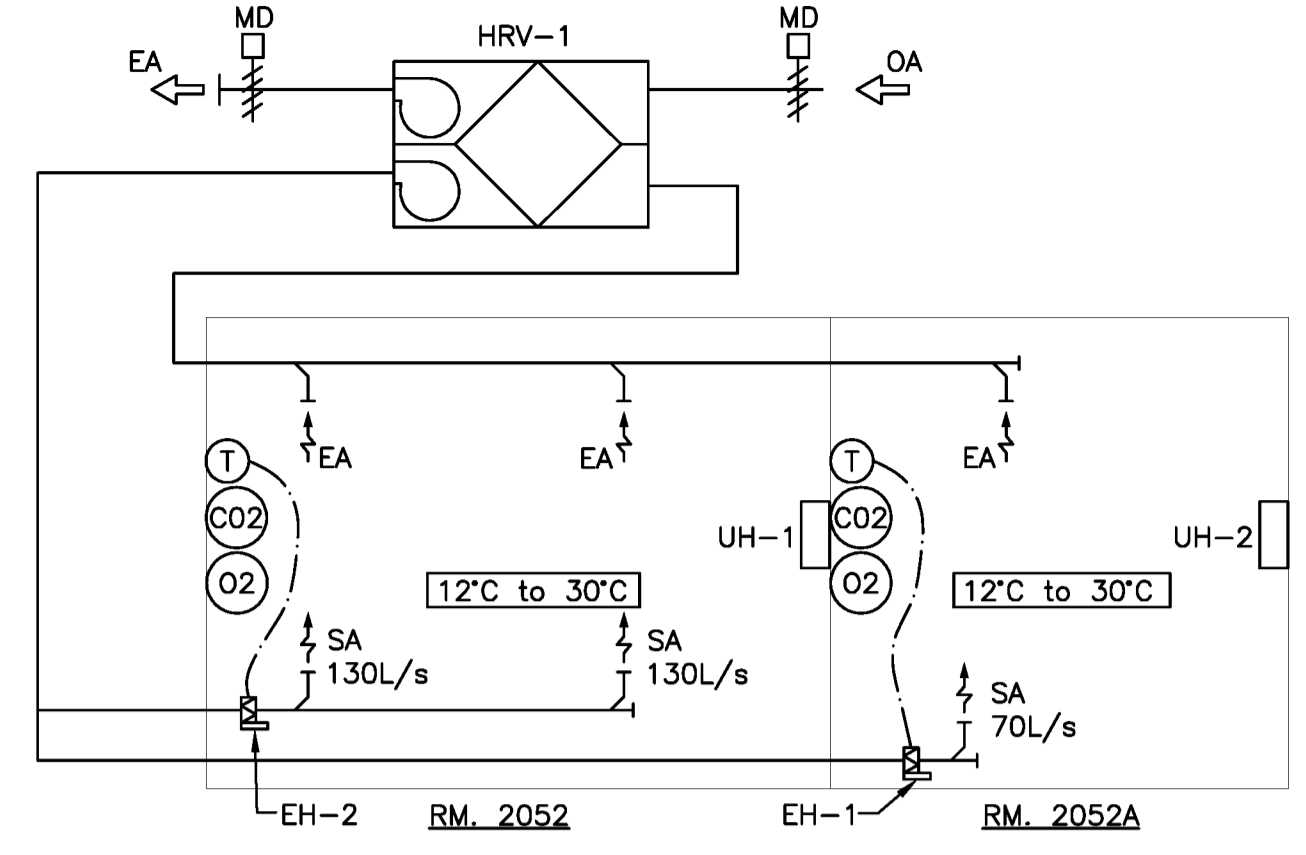 MD
HRV-1
MD
EA
OA
EA
EA
EA
T
T
CO2
CO2
UH-1
UH-2
O2
O2
12°C to 30°C
12°C to 30°C
SA
130L/s
SA
130L/s
SA
70L/s
EH-2
RM. 2052
EH-1
RM. 2052A